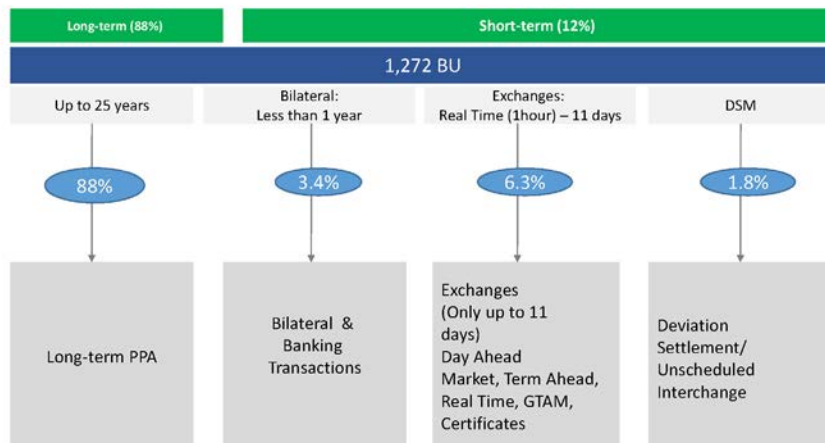 Long-term (88%)
Short-term (12%)
1,272 BU
Up to 25 years
Bilateral:
Less than 1 year
Exchanges:
Real Time (1hour) – 11 days
DSM
88%
3.4%
6.3%
1.8%
Long-term PPA
Bilateral &
Banking
Transactions
Exchanges
(Only up to 11
days)
Day Ahead
Market, Term Ahead,
Real Time, GTAM,
Certificates
Deviation
Settlement/
Unscheduled
Interchange